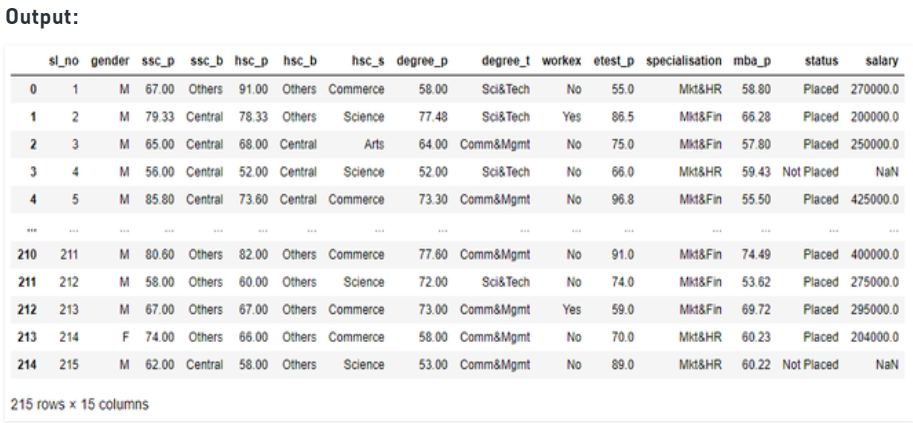 Output:
sl_no gender ssc_p ssc_b hsc_p hsc_b hsc_s degree_p degree_t workex etest_p specialisation mba_p status salary
0 1 M 67.00 Others 91.00 Others Commerce 58.00 Sci&Tech No 55.0 Mkt&HR 58.80 Placed 270000.0
1 2 M 79.33 Central 78.33 Others Science 77.48 Sci&Tech Yes 86.5 Mkt&Fin 66.28 Placed 200000.0
2 3 M 65.00 Central 68.00 Central Arts 64.00 Comm&Mgmt No 75.0 Mkt&Fin 57.80 Placed 250000.0
3 4 M 56.00 Central 52.00 Central Science 52.00 Sci&Tech No 66.0 Mkt&HR 59.43 Not Placed NaN
4 5 M 85.80 Central 73.60 Central Commerce 73.30 Comm&Mgmt No 96.8 Mkt&Fin 55.50 Placed 425000.0
... ... ... ... ... ... ... ... ... ... ... ... ... ... ... ...
210 211 M 80.60 Others 82.00 Others Commerce 77.60 Comm&Mgmt No 91.0 Mkt&Fin 74.49 Placed 400000.0
211 212 M 58.00 Others 60.00 Others Science 72.00 Sci&Tech No 74.0 Mkt&Fin 53.62 Placed 275000.0
212 213 M 67.00 Others 67.00 Others Commerce 73.00 Comm&Mgmt Yes 59.0 Mkt&Fin 69.72 Placed 295000.0
213 214 F 74.00 Others 66.00 Others Commerce 58.00 Comm&Mgmt No 70.0 Mkt&HR 60.23 Placed 204000.0
214 215 M 62.00 Central 58.00 Others Science 53.00 Comm&Mgmt No 89.0 Mkt&HR 60.22 Not Placed NaN
215 rows × 15 columns